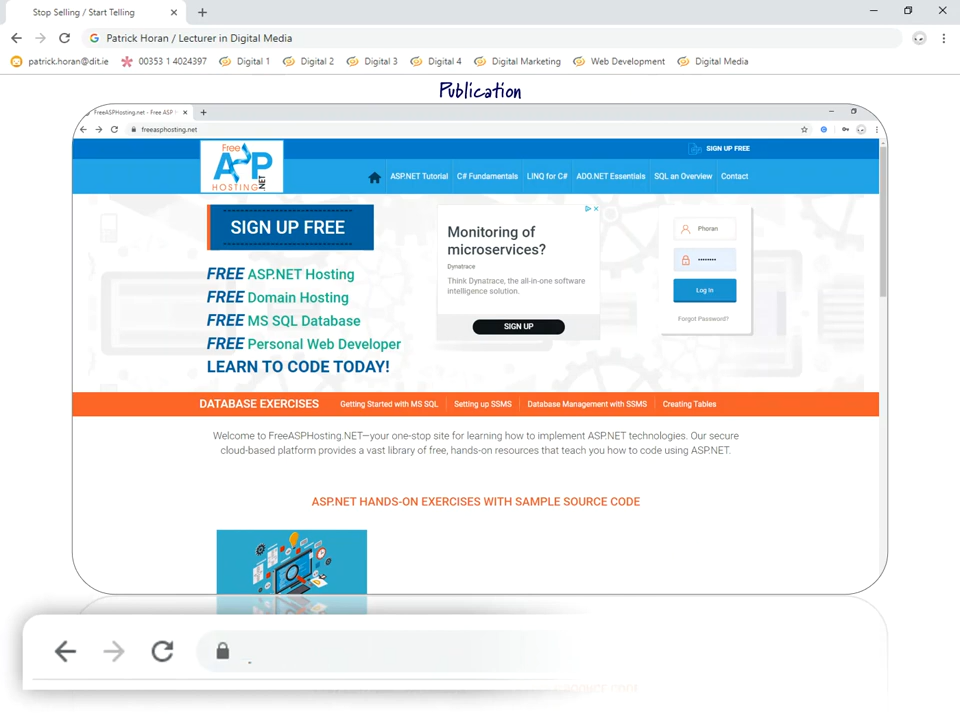 Stop Selling / Start Telling
Patrick Horan / Lecturer in Digital Media
patrick.horan@dit.ie 00353 1 4024397 Digital 1 Digital 2 Digital 3 Digital 4 Digital Marketing Web Development Digital Media
Publication
FreeASPHosting.net - Free ASP
freeasphosting.net
SIGN UP FREE
Free
ASP
HOSTING
.NET
ASP.NET Tutorial C# Fundamentals LINQ for C# ADO.NET Essentials SQL an Overview Contact
SIGN UP FREE
FREE ASP.NET Hosting
FREE Domain Hosting
FREE MS SQL Database
FREE Personal Web Developer
LEARN TO CODE TODAY!
Monitoring of
microservices?
Dynatrace
Think Dynatrace, the all-in-one software
intelligence solution.
SIGN UP
Phoran
••••••••
Log In
Forgot Password?
DATABASE EXERCISES Getting Started with MS SQL Setting up SSMS Database Management with SSMS Creating Tables
Welcome to FreeASPHosting.NET—your one-stop site for learning how to implement ASP.NET technologies. Our secure
cloud-based platform provides a vast library of free, hands-on resources that teach you how to code using ASP.NET.
ASP.NET HANDS-ON EXERCISES WITH SAMPLE SOURCE CODE